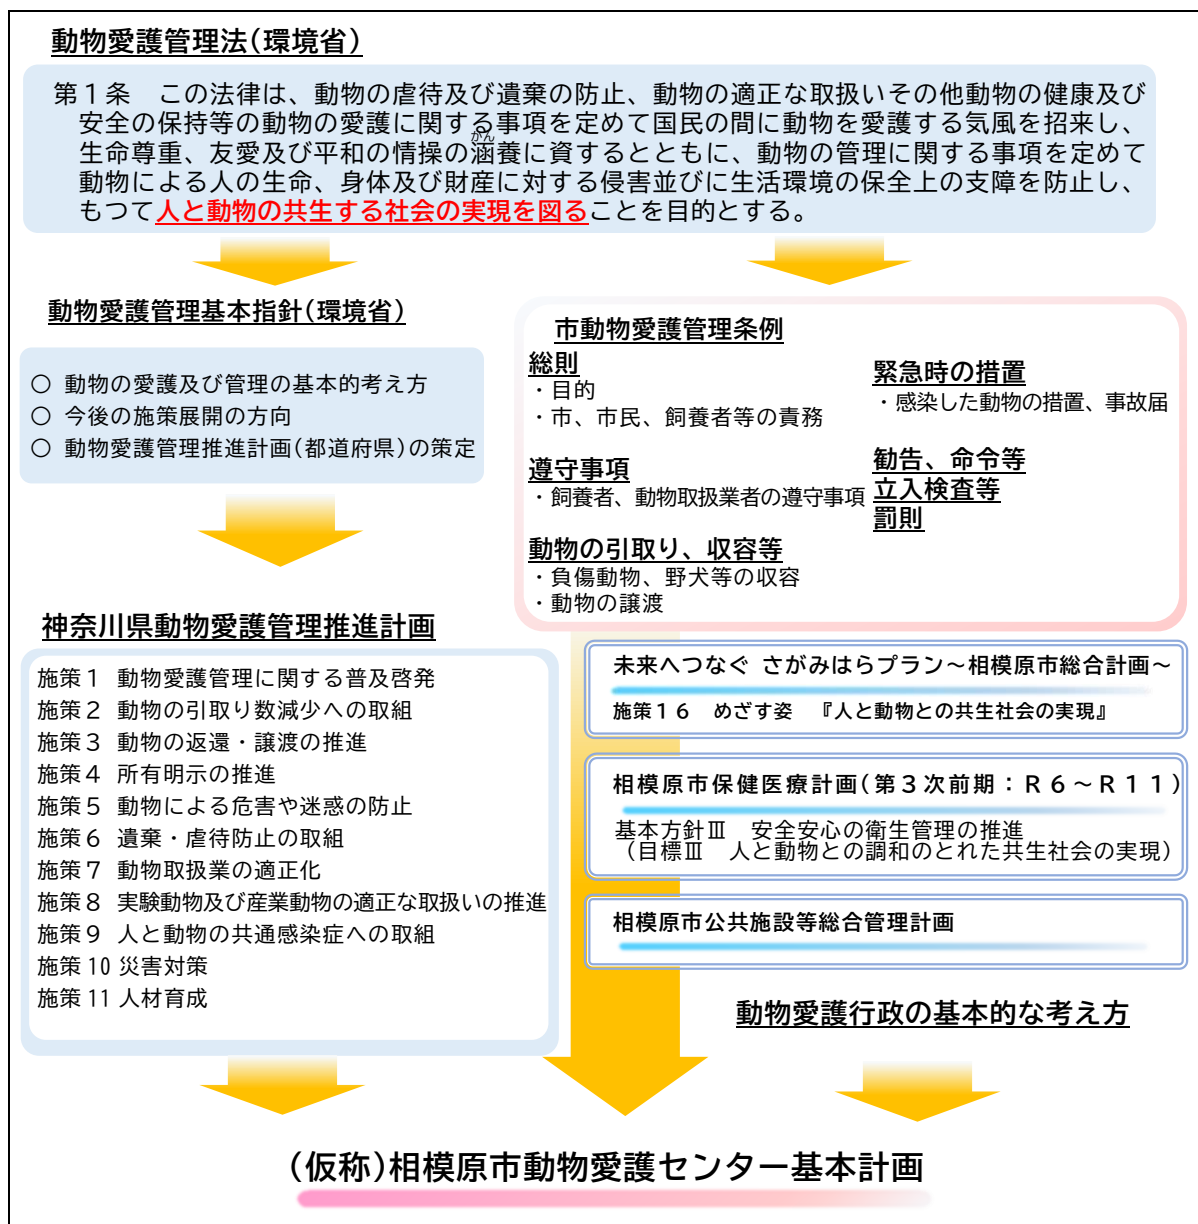 動物愛護管理法(環境省)
第１条　この法律は、動物の虐待及び遺棄の防止、動物の適正な取扱いその他動物の健康及び
安全の保持等の動物の愛護に関する事項を定めて国民の間に動物を愛護する気風を招来し、
がん
生命尊重、友愛及び平和の情操の涵養に資するとともに、動物の管理に関する事項を定めて
動物による人の生命、身体及び財産に対する侵害並びに生活環境の保全上の支障を防止し、
もつて人と動物の共生する社会の実現を図ることを目的とする。
動物愛護管理基本指針(環境省)
○ 動物の愛護及び管理の基本的考え方
○ 今後の施策展開の方向
○ 動物愛護管理推進計画(都道府県)の策定
市動物愛護管理条例
総則
・目的
・市、市民、飼養者等の責務
遵守事項
・飼養者、動物取扱業者の遵守事項
動物の引取り、収容等
・負傷動物、野犬等の収容
・動物の譲渡
緊急時の措置
・感染した動物の措置、事故届
勧告、命令等
立入検査等
罰則
神奈川県動物愛護管理推進計画
施策１ 動物愛護管理に関する普及啓発
施策２ 動物の引取り数減少への取組
施策３ 動物の返還・譲渡の推進
施策４ 所有明示の推進
施策５ 動物による危害や迷惑の防止
施策６ 遺棄・虐待防止の取組
施策７ 動物取扱業の適正化
施策８ 実験動物及び産業動物の適正な取扱いの推進
施策９ 人と動物の共通感染症への取組
施策 10 災害対策
施策 11 人材育成
未来へつなぐ さがみはらプラン～相模原市総合計画～
施策１６　めざす姿　『人と動物との共生社会の実現』
相模原市保健医療計画(第３次前期：Ｒ６～Ｒ１１)
基本方針Ⅲ　安全安心の衛生管理の推進
(目標Ⅲ　人と動物との調和のとれた共生社会の実現)
相模原市公共施設等総合管理計画
動物愛護行政の基本的な考え方
(仮称)相模原市動物愛護センター基本計画